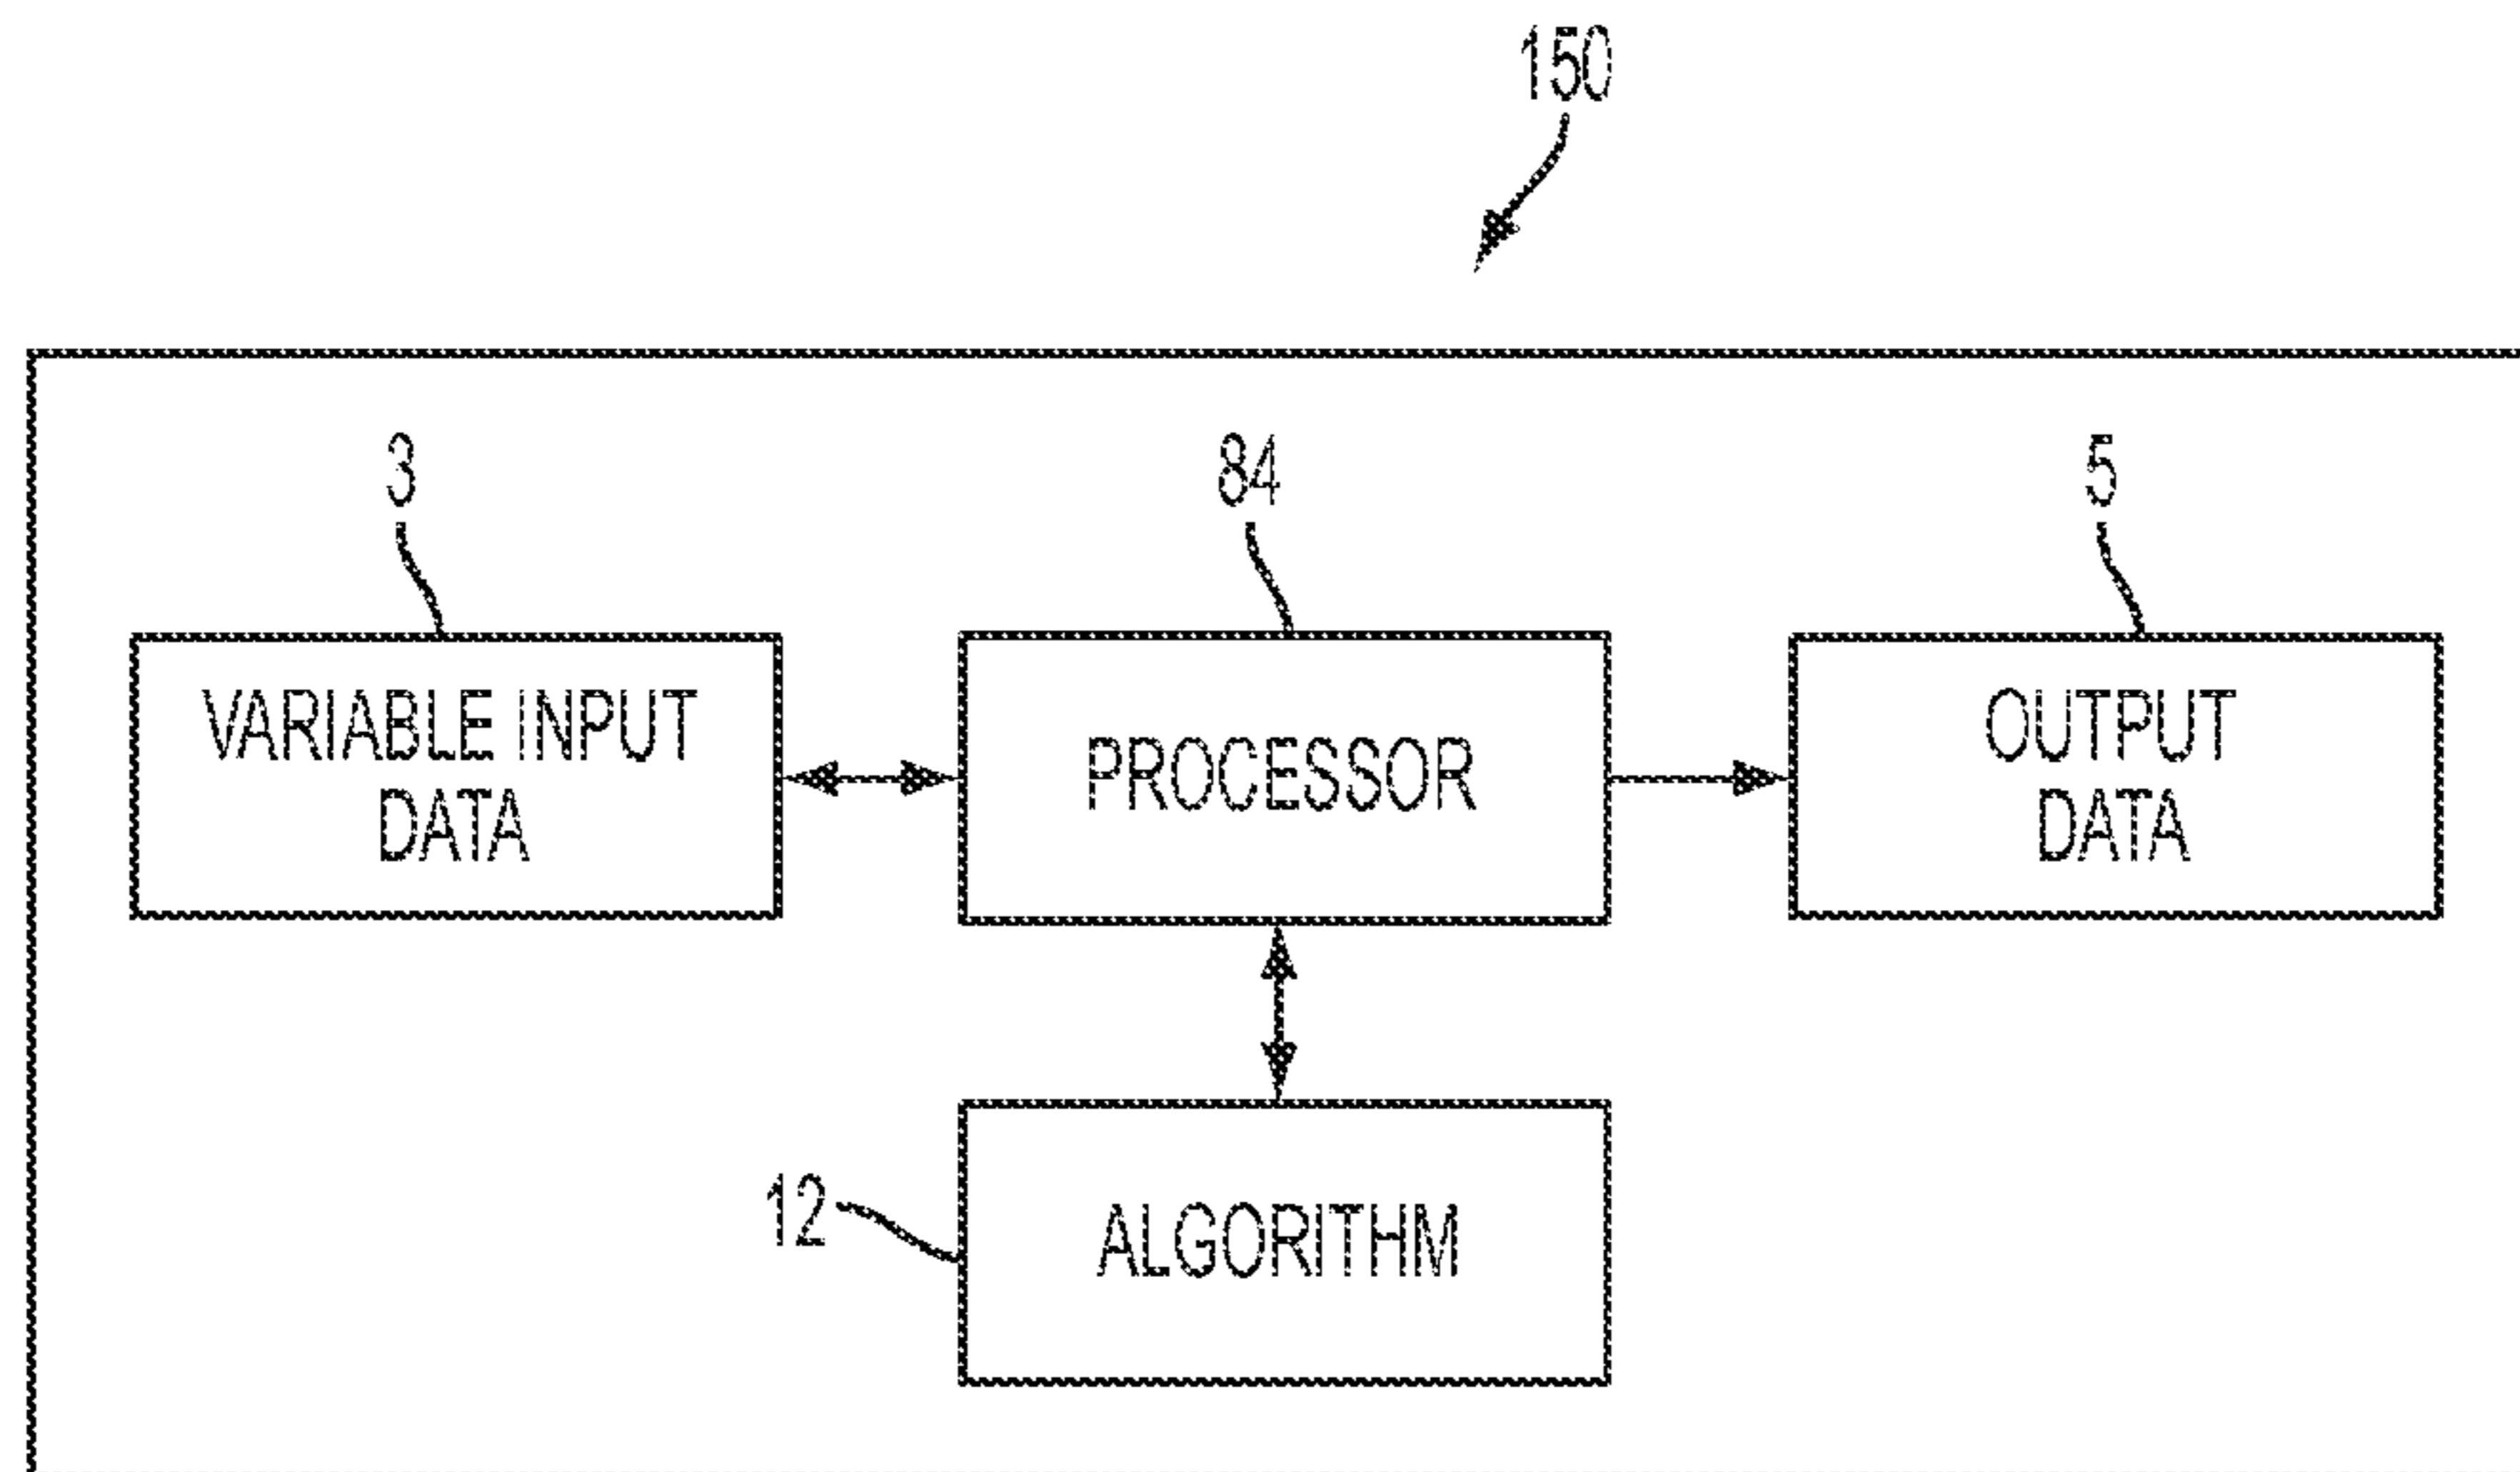 150
3
84
5
VARIABLE INPUT
DATA
PROCESSOR
OUTPUT
DATA
12
ALGORITHM